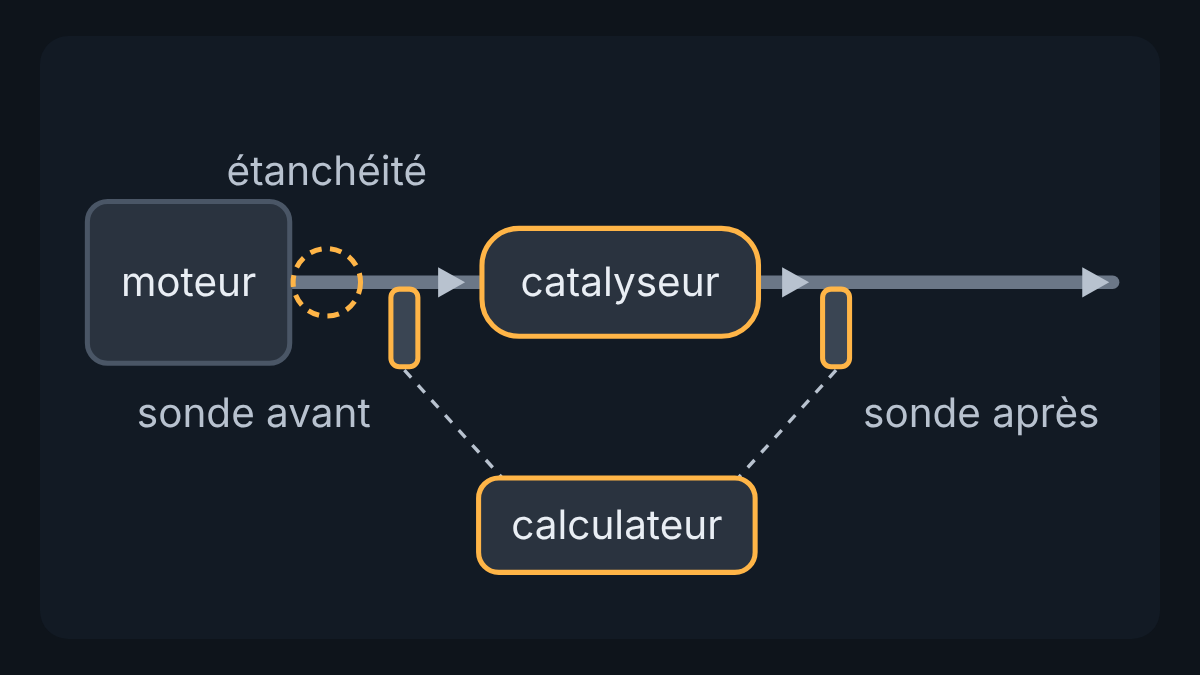 étanchéité
moteur
catalyseur
sonde avant
sonde après
calculateur